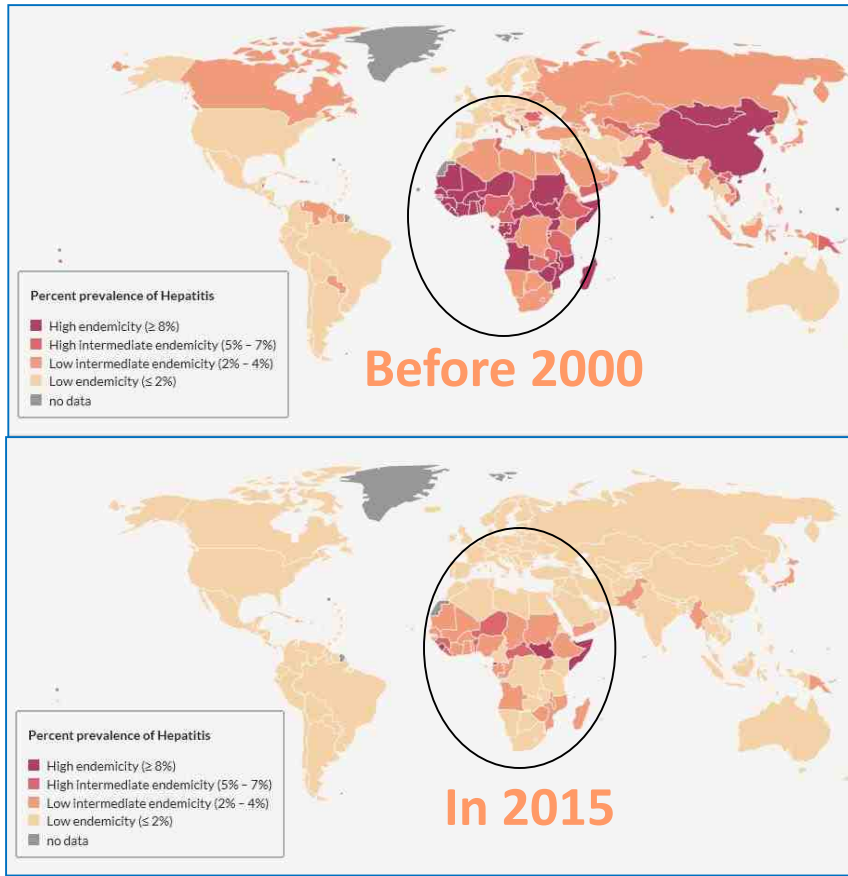 Percent prevalence of Hepatitis
High endemicity (≥ 8%)
High intermediate endemicity (5% – 7%)
Low intermediate endemicity (2% – 4%)
Low endemicity (≤ 2%)
no data
Before 2000
Percent prevalence of Hepatitis
High endemicity (≥ 8%)
High intermediate endemicity (5% – 7%)
Low intermediate endemicity (2% – 4%)
Low endemicity (≤ 2%)
no data
In 2015